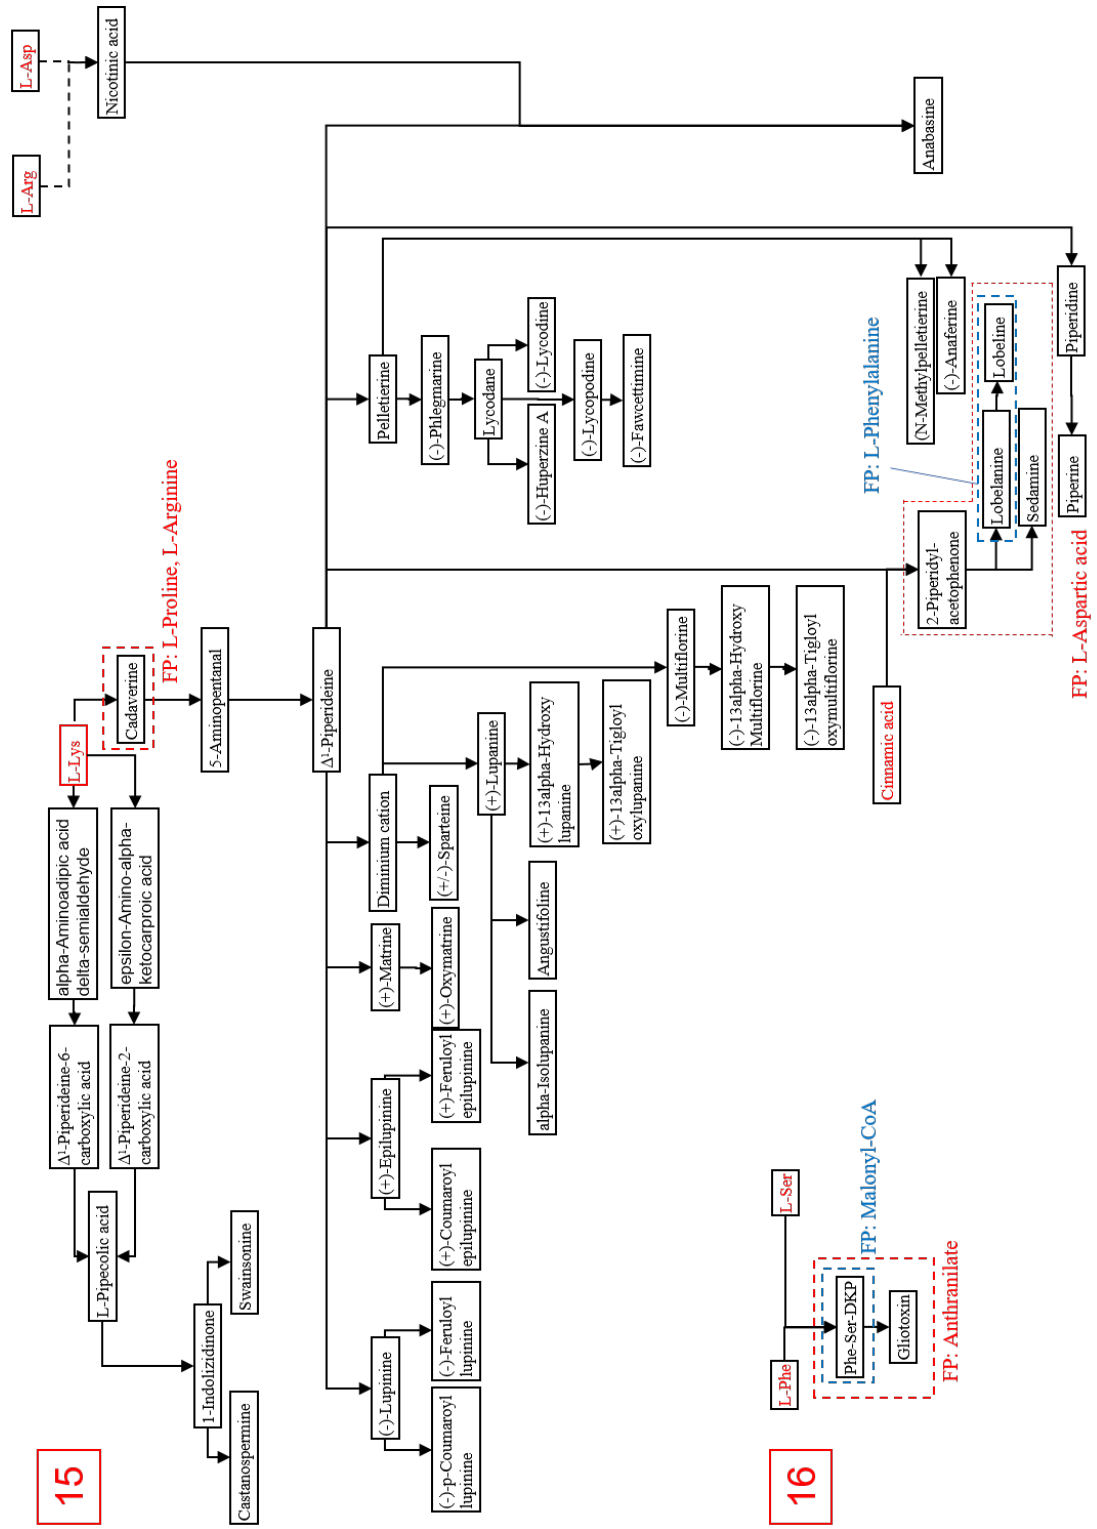 15
L-Asp
L-Arg
Nicotinic acid
L-Lys
alpha-Aminoadipic acid
delta-semialdehyde
epsilon-Amino-alpha-
ketocarproic acid
Δ¹-Piperideine-6-
carboxylic acid
Δ¹-Piperideine-2-
carboxylic acid
L-Pipecolic acid
1-Indolizidinone
Castanospermine
Swainsonine
Cadaverine
FP: L-Proline, L-Arginine
5-Aminopentanal
Δ¹-Piperideine
(-)-Lupinine
(-)-p-Coumaroyl
lupinine
(-)-Feruloyl
lupinine
(+)-Epilupinine
(+)-Coumaroyl
epilupinine
(+)-Feruloyl
epilupinine
(+)-Matrine
(+)-Oxymatrine
Diminium cation
(+/-)-Sparteine
(+)-Lupanine
alpha-Isolupanine
Angustifoline
(+)-13alpha-Hydroxy
lupanine
(+)-13alpha-Tigloyl
oxylupanine
(-)-Multiflorine
(-)-13alpha-Hydroxy
Multiflorine
(-)-13alpha-Tigloyl
oxymultiflorine
Pelletierine
(-)-Phlegmarine
Lycodane
(-)-Huperzine A
(-)-Lycodine
(-)-Lycopodine
(-)-Fawcettimine
Anabasine
(N-Methylpelletierine
(-)-Anaferine
Cinnamic acid
2-Piperidyl-
acetophenone
FP: L-Phenylalanine
Lobelanine
Lobeline
Sedamine
Piperidine
Piperine
FP: L-Aspartic acid
16
L-Phe
L-Ser
Phe-Ser-DKP
FP: Malonyl-CoA
Gliotoxin
FP: Anthranilate